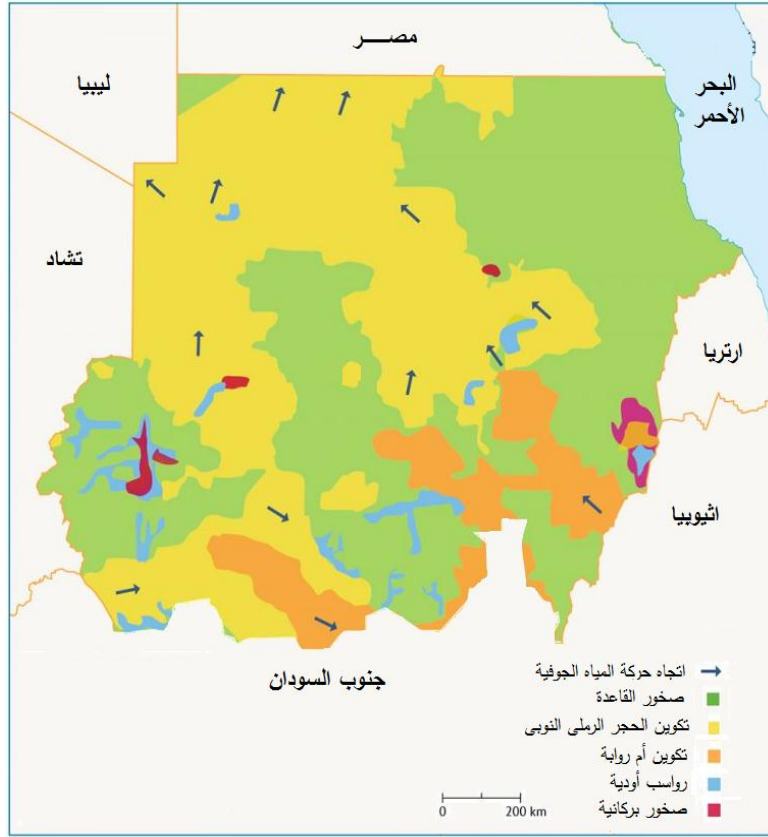 مصـــر
ليبيا
البحر
الأحمر
تشاد
ارتريا
اثيوبيا
جنوب السودان
اتجاه حركة المياه الجوفية
صخور القاعدة
تكوين الحجر الرملى النوبى
تكوين أم روابة
رواسب أودية
صخور بركانية
0 200 km